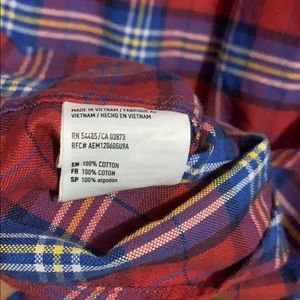 MADE IN VIETNAM / FABRIQUÉ AU
VIETNAM / HECHO EN VIETNAM
RN 54485/CA 03873
RFC# AEM120605U9A
EN 100% COTTON
FR 100% COTON
SP 100% algodón